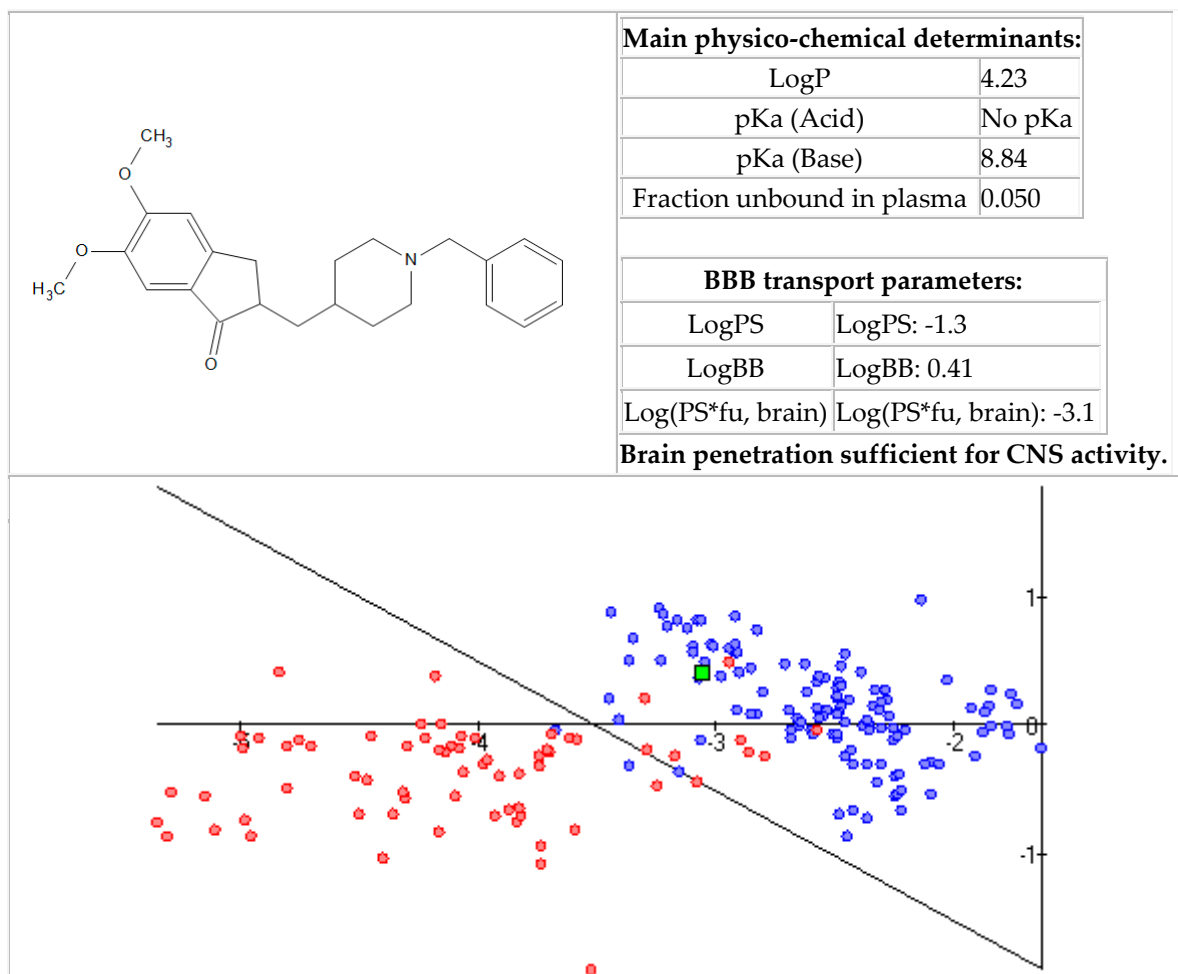 CH3
O
O
H3C
N
O
Main physico-chemical determinants:
LogP 4.23
pKa (Acid) No pKa
pKa (Base) 8.84
Fraction unbound in plasma 0.050
BBB transport parameters:
LogPS LogPS: -1.3
LogBB LogBB: 0.41
Log(PS*fu, brain) Log(PS*fu, brain): -3.1
Brain penetration sufficient for CNS activity.
1
-5 -4 -3 -2 0
-1